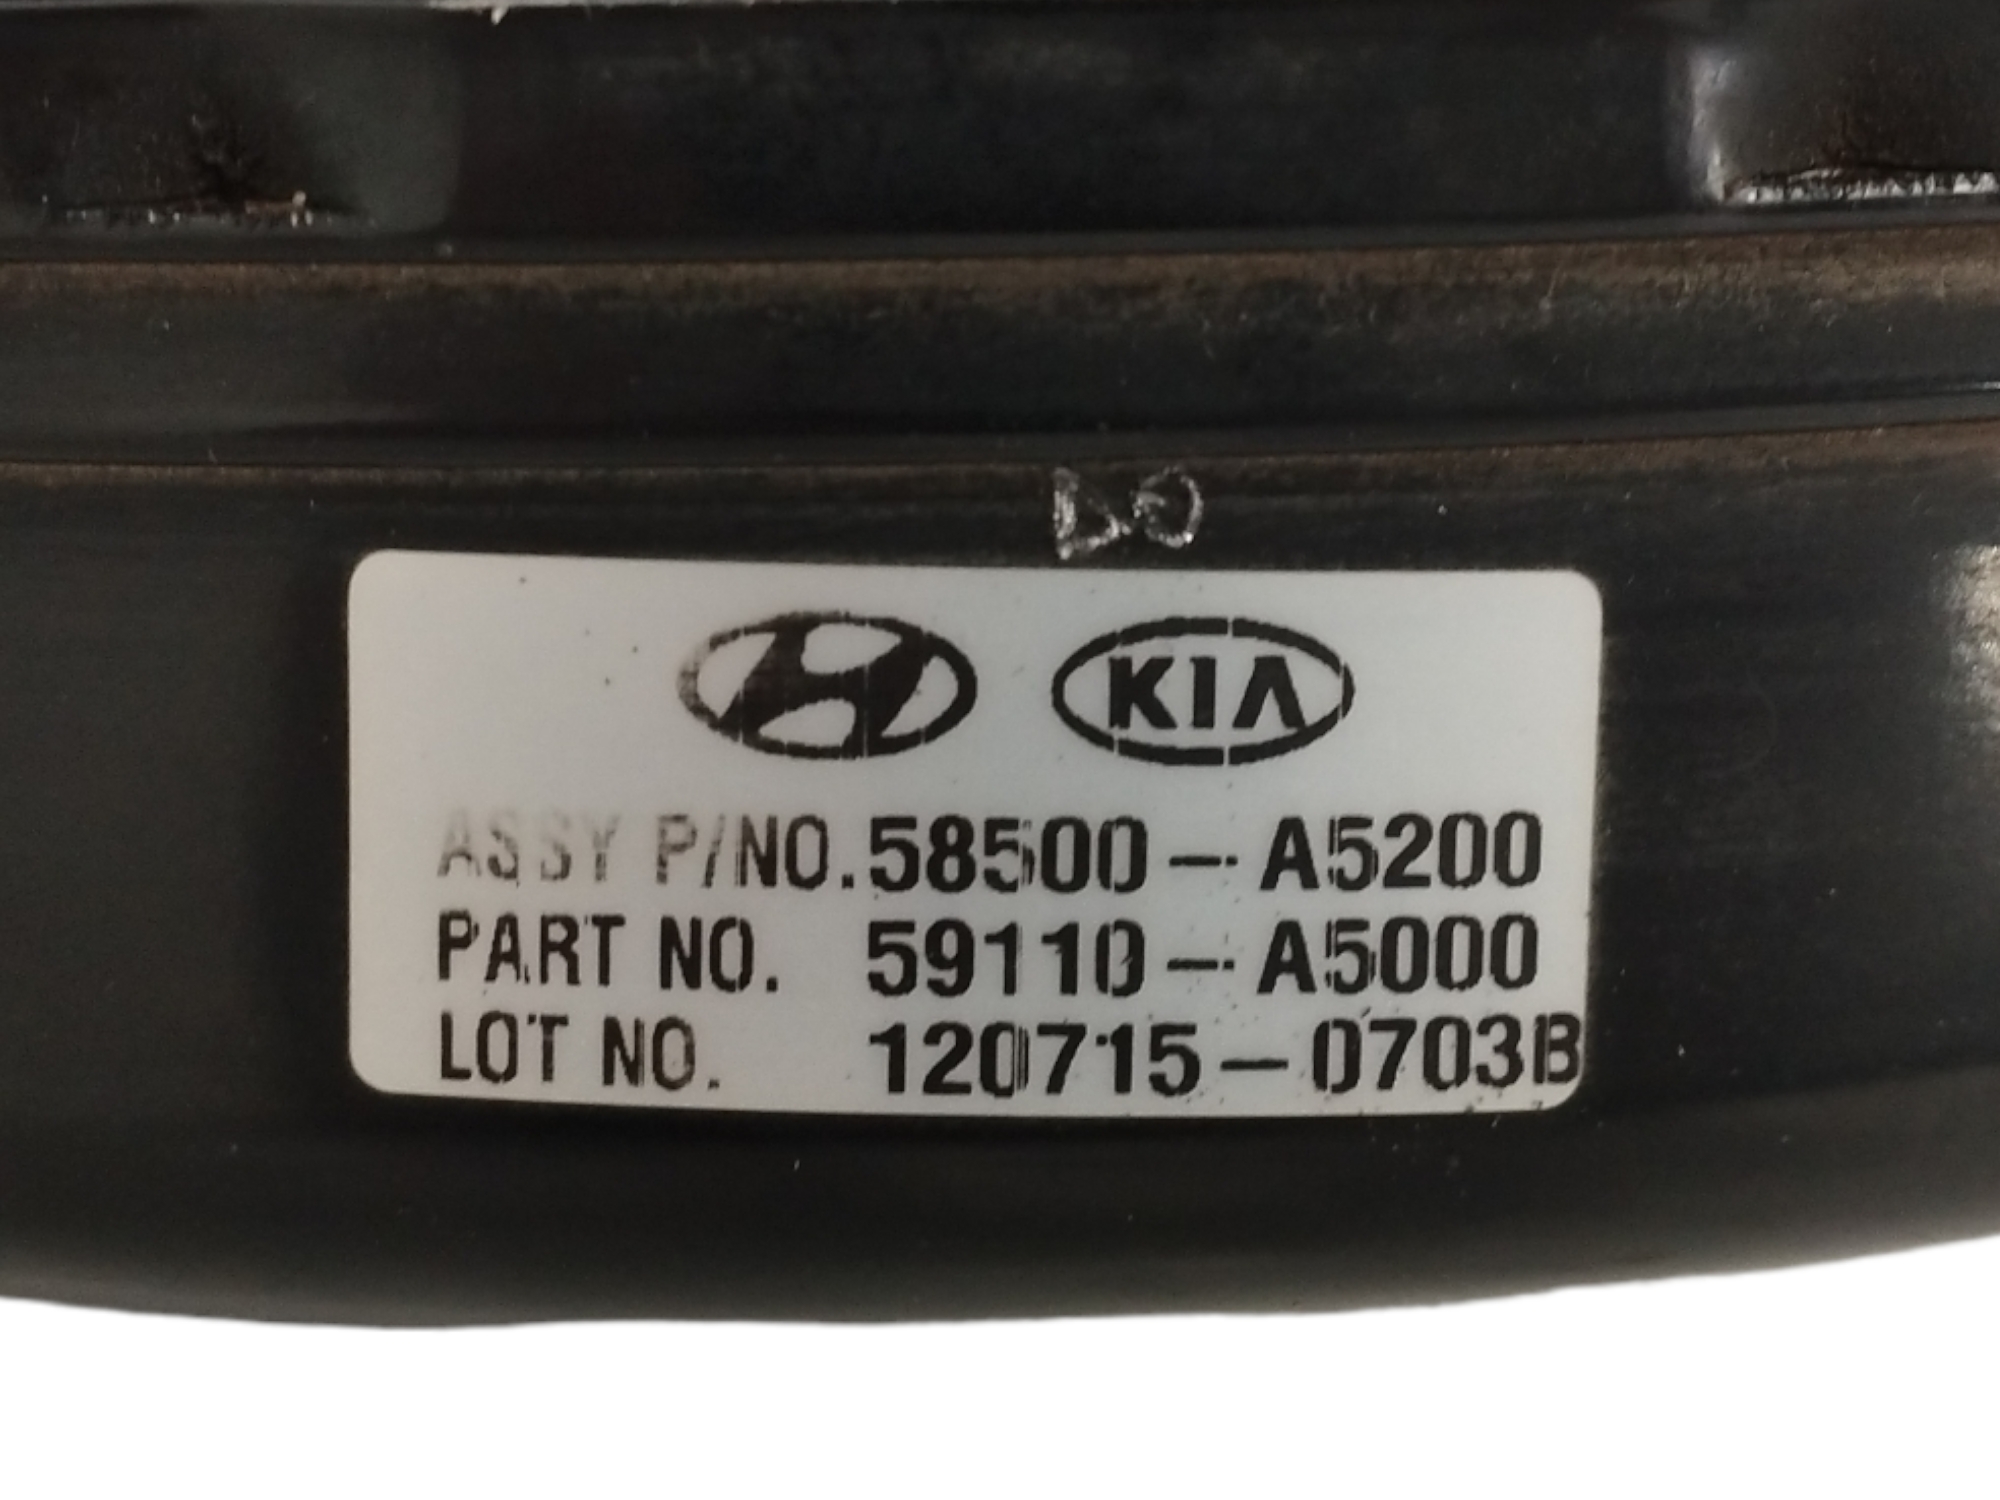 KIA
ASSY P/NO. 58500-A5200
PART NO. 59110-A5000
LOT NO. 120715-0703B